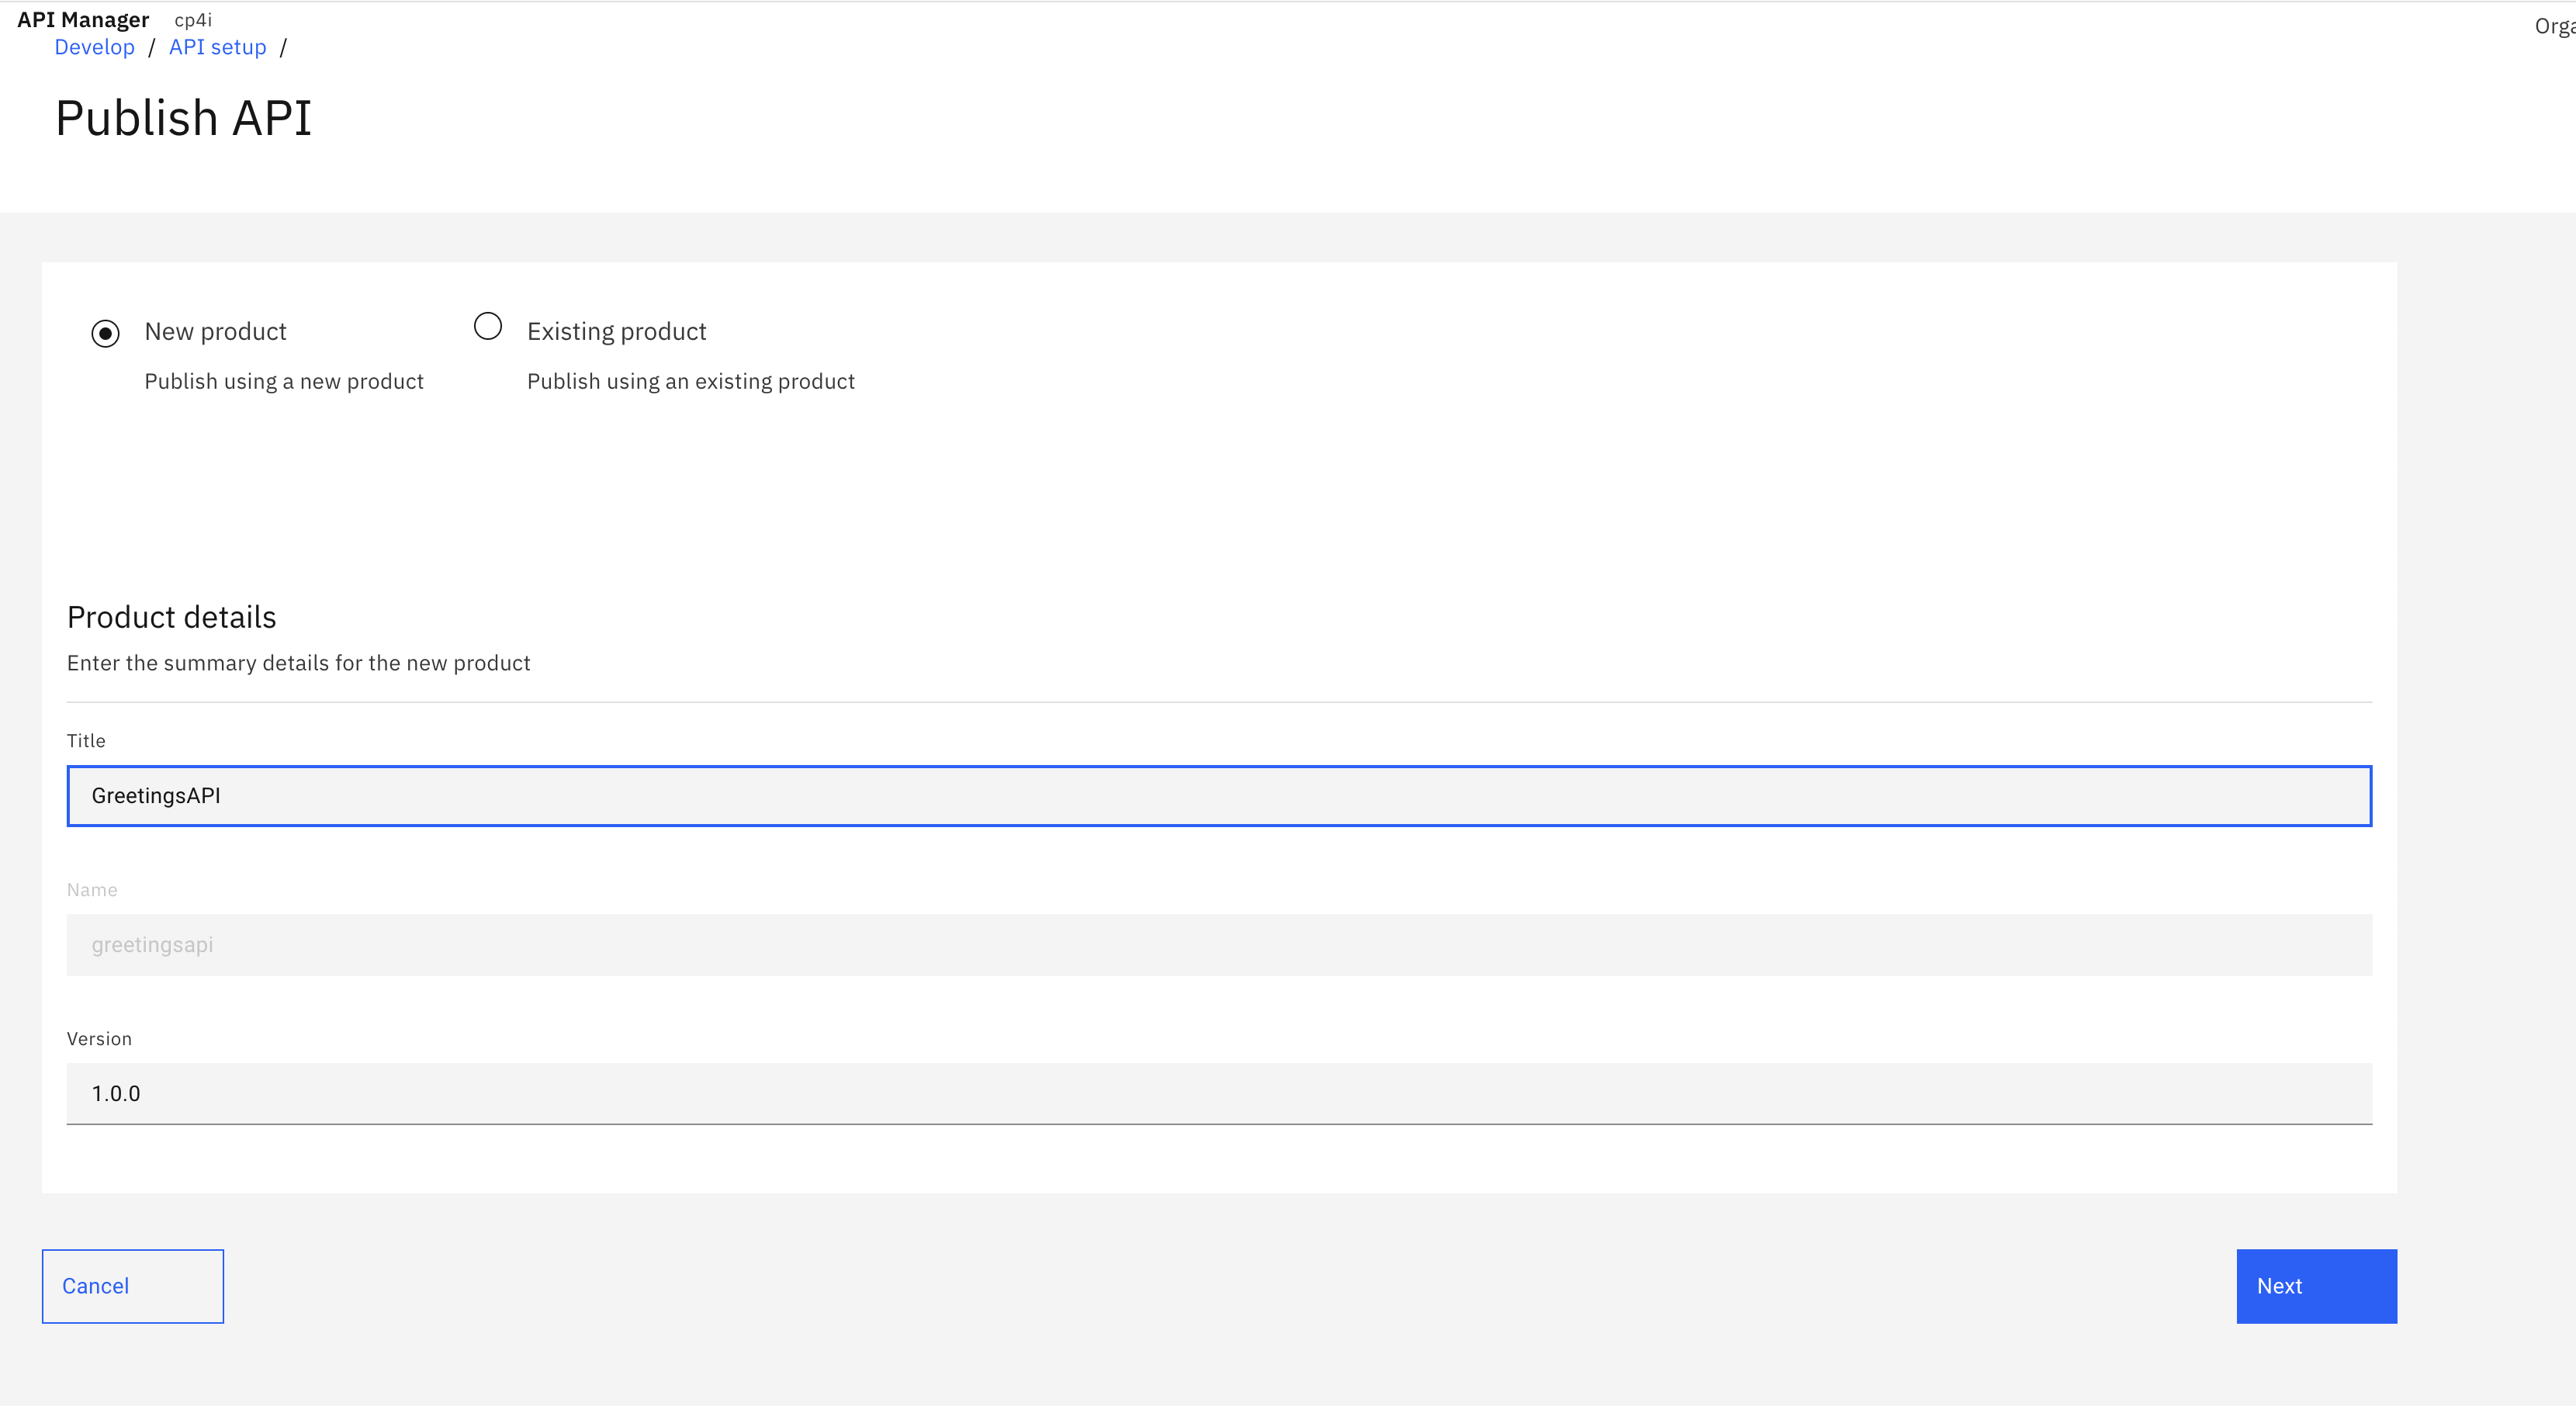 API Manager cp4i
Orga
Develop / API setup /
Publish API
New product
Publish using a new product
Existing product
Publish using an existing product
Product details
Enter the summary details for the new product
Title
GreetingsAPI
Name
greetingsapi
Version
1.0.0
Cancel
Next